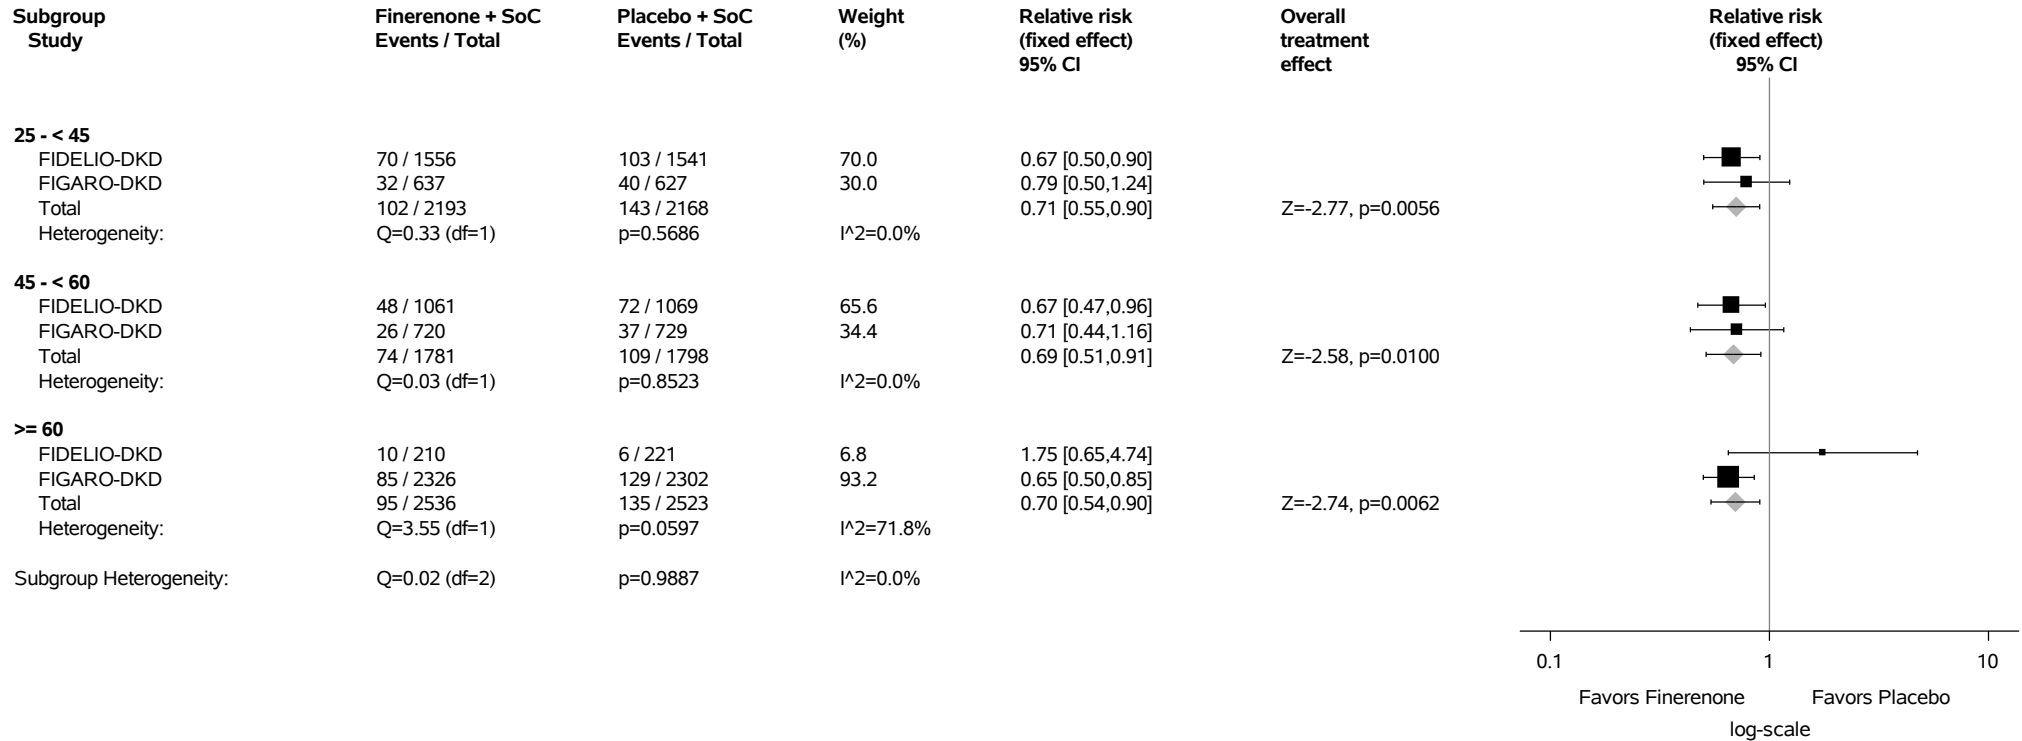 Subgroup Finerenone + SoC Placebo + SoC Weight Relative risk Overall Relative risk
Study Events / Total Events / Total (%) (fixed effect) treatment (fixed effect)
95% CI effect 95% CI
25 - < 45
FIDELIO-DKD 70 / 1556 103 / 1541 70.0 0.67 [0.50,0.90]
FIGARO-DKD 32 / 637 40 / 627 30.0 0.79 [0.50,1.24]
Total 102 / 2193 143 / 2168 0.71 [0.55,0.90] Z=-2.77, p=0.0056
Heterogeneity: Q=0.33 (df=1) p=0.5686 I^2=0.0%
45 - < 60
FIDELIO-DKD 48 / 1061 72 / 1069 65.6 0.67 [0.47,0.96]
FIGARO-DKD 26 / 720 37 / 729 34.4 0.71 [0.44,1.16]
Total 74 / 1781 109 / 1798 0.69 [0.51,0.91] Z=-2.58, p=0.0100
Heterogeneity: Q=0.03 (df=1) p=0.8523 I^2=0.0%
>= 60
FIDELIO-DKD 10 / 210 6 / 221 6.8 1.75 [0.65,4.74]
FIGARO-DKD 85 / 2326 129 / 2302 93.2 0.65 [0.50,0.85]
Total 95 / 2536 135 / 2523 0.70 [0.54,0.90] Z=-2.74, p=0.0062
Heterogeneity: Q=3.55 (df=1) p=0.0597 I^2=71.8%
Subgroup Heterogeneity: Q=0.02 (df=2) p=0.9887 I^2=0.0%
0.1 1 10
Favors Finerenone Favors Placebo
log-scale